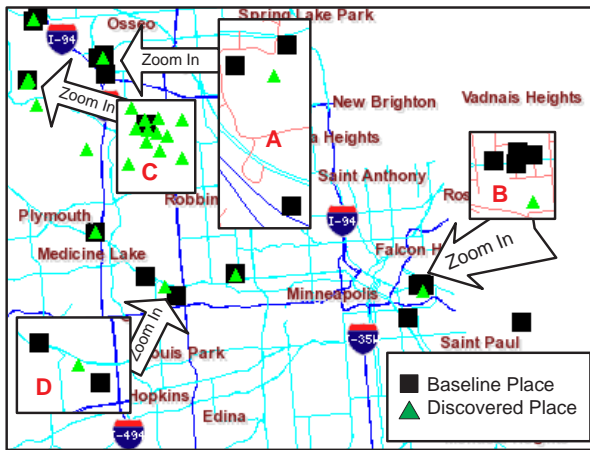 Spring Lake Park
Osseo
I-94
Zoom In
New Brighton
Vadnais Heights
Zoom In
A
a Heights
C
B
Saint Anthony
Robbin
Ros
Plymouth
I-94
Falcon H
Medicine Lake
Zoom In
Minneapolis
Zoom In
D
-35
Saint Paul
ouis Park
Baseline Place
Hopkins
Discovered Place
Edina
-494